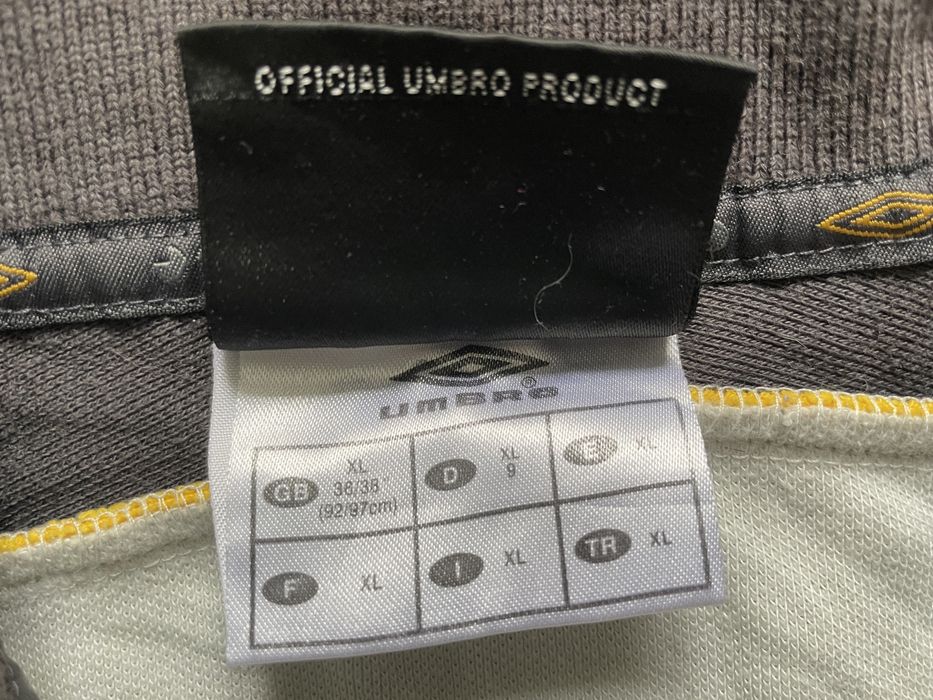 OFFICIAL UMBRO PRODUCT
UMBRO®
GB XL 36/38 (92/97cm)
D XL 9
E XL
F XL
I XL
TR XL